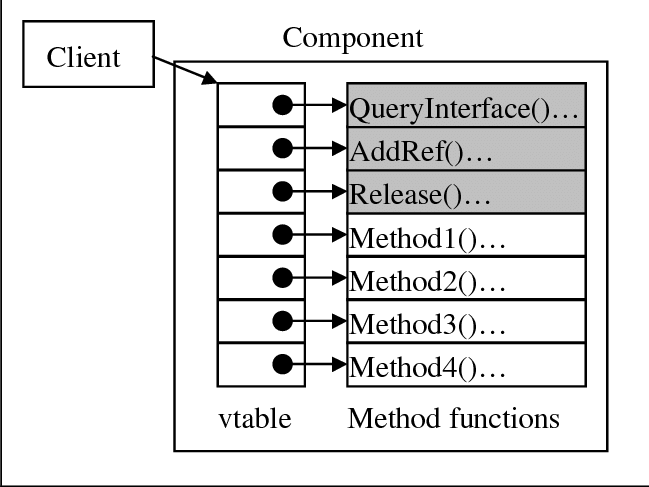 Client
Component
QueryInterface()…
AddRef()…
Release()…
Method1()…
Method2()…
Method3()…
Method4()…
vtable
Method functions